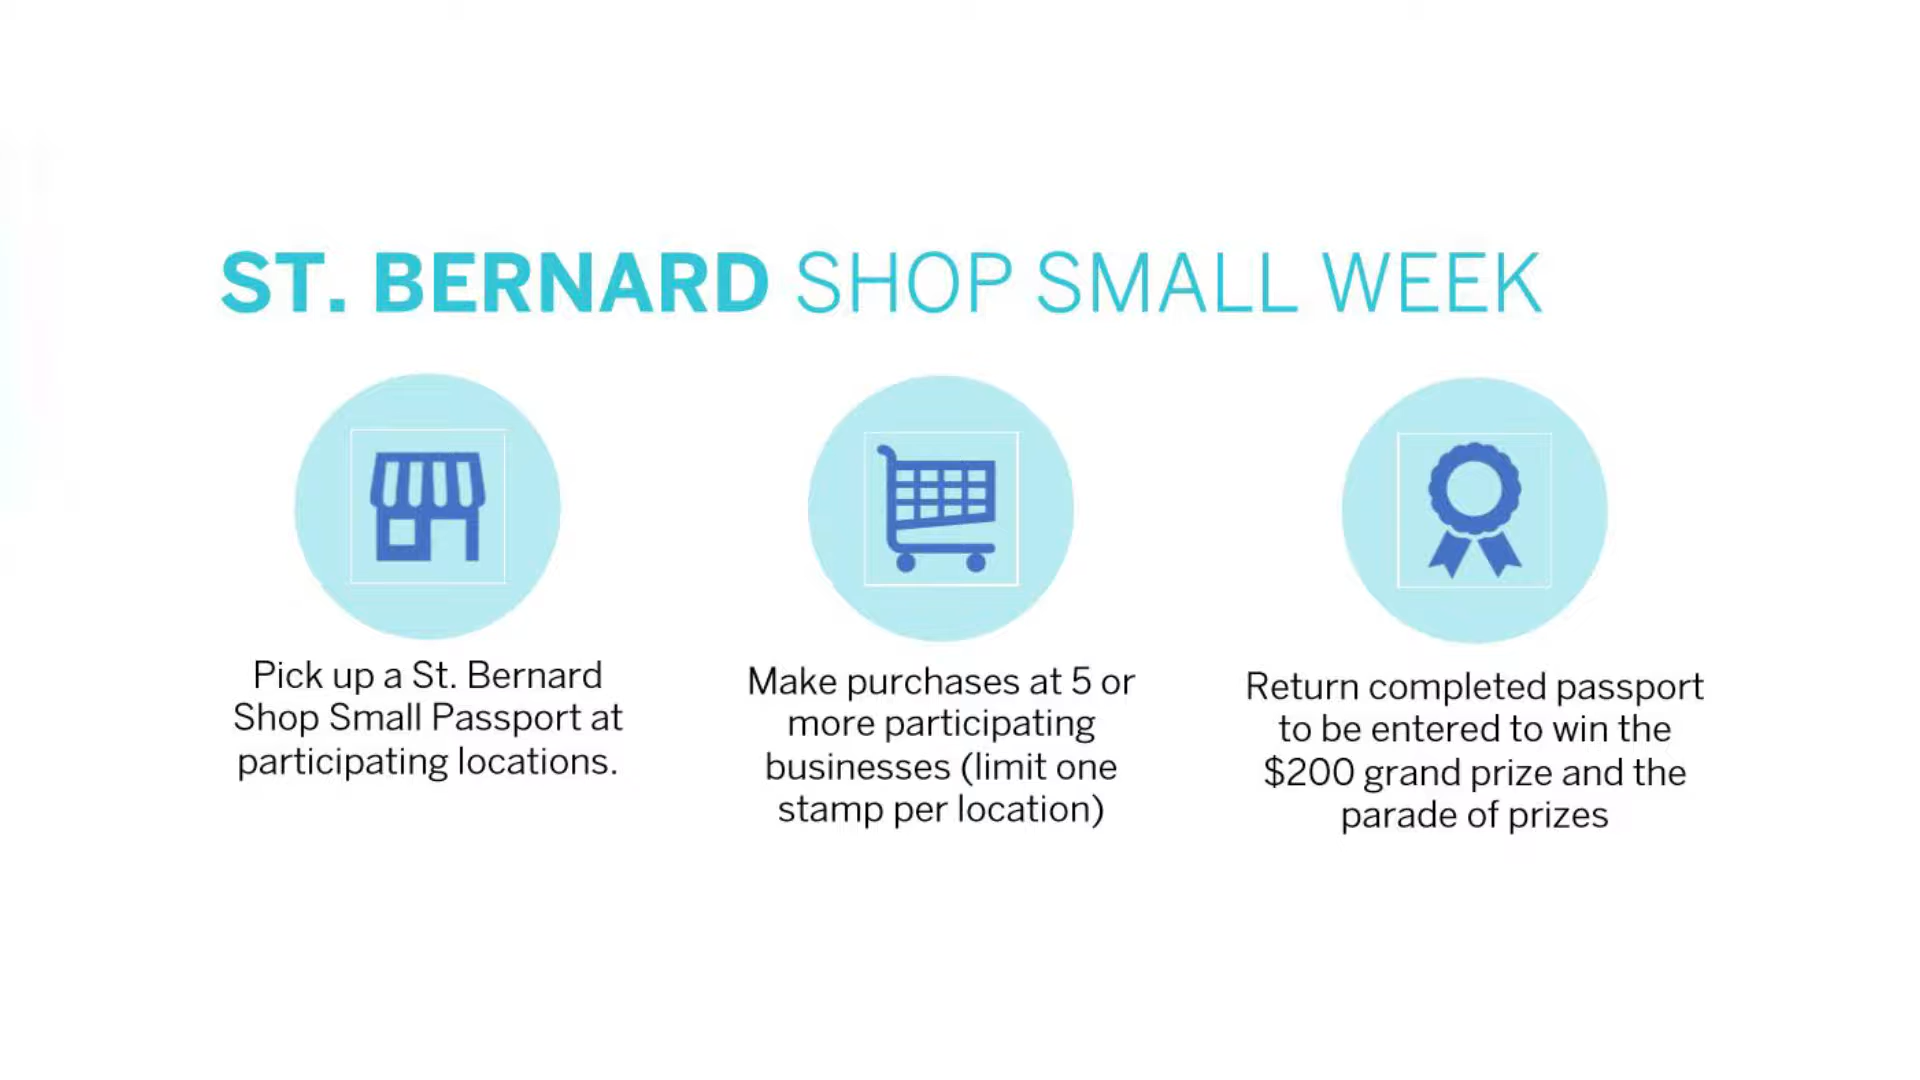 ST. BERNARD SHOP SMALL WEEK
Pick up a St. Bernard
Shop Small Passport at
participating locations.
Make purchases at 5 or
more participating
businesses (limit one
stamp per location)
Return completed passport
to be entered to win the
$200 grand prize and the
parade of prizes